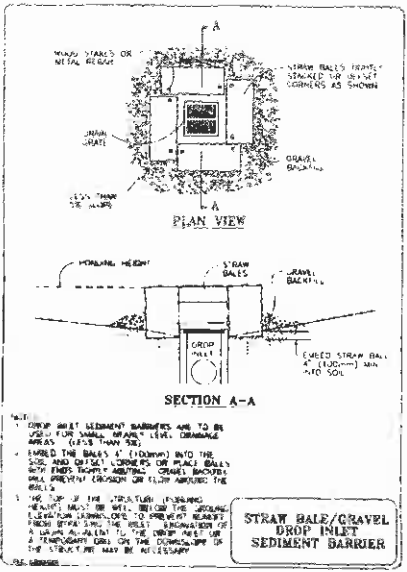 A
WOOD STAKES OR
METAL REBAR
STRAW BALES TIGHTLY
STACKED OR OFFSET
CORNERS AS SHOWN
DRAIN
GRATE
GRAVEL
BACKFILL
LESS THAN
5% SLOPE
A
PLAN VIEW
PONDING HEIGHT
STRAW
BALES
GRAVEL
BACKFILL
DROP
INLET
EMBED STRAW BALE
4" (100mm) MIN
INTO SOIL
SECTION A-A
1. DROP INLET SEDIMENT BARRIERS ARE TO BE
USED FOR SMALL NEARLY LEVEL DRAINAGE
AREAS (LESS THAN 5%)
2. EMBED THE BALES 4" (100mm) INTO THE
SOIL AND OFFSET CORNERS OR PLACE BALES
WITH ENDS TIGHTLY ABUTTING. GRAVEL BACKFILL
WILL PREVENT EROSION OR FLOW AROUND THE
BALES
3. THE TOP OF THE STRUCTURE (PONDING
HEIGHT) MUST BE WELL BELOW THE GROUND
ELEVATION DOWNSLOPE TO PREVENT RUNOFF
FROM BYPASSING THE INLET. EXCAVATION OF
A BASIN ADJACENT TO THE DROP INLET OR
A TEMPORARY DIKE ON THE DOWNSLOPE OF
THE STRUCTURE MAY BE NECESSARY
STRAW BALE/GRAVEL
DROP INLET
SEDIMENT BARRIER